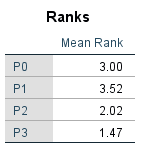 Ranks
Mean Rank
P0 3.00
P1 3.52
P2 2.02
P3 1.47